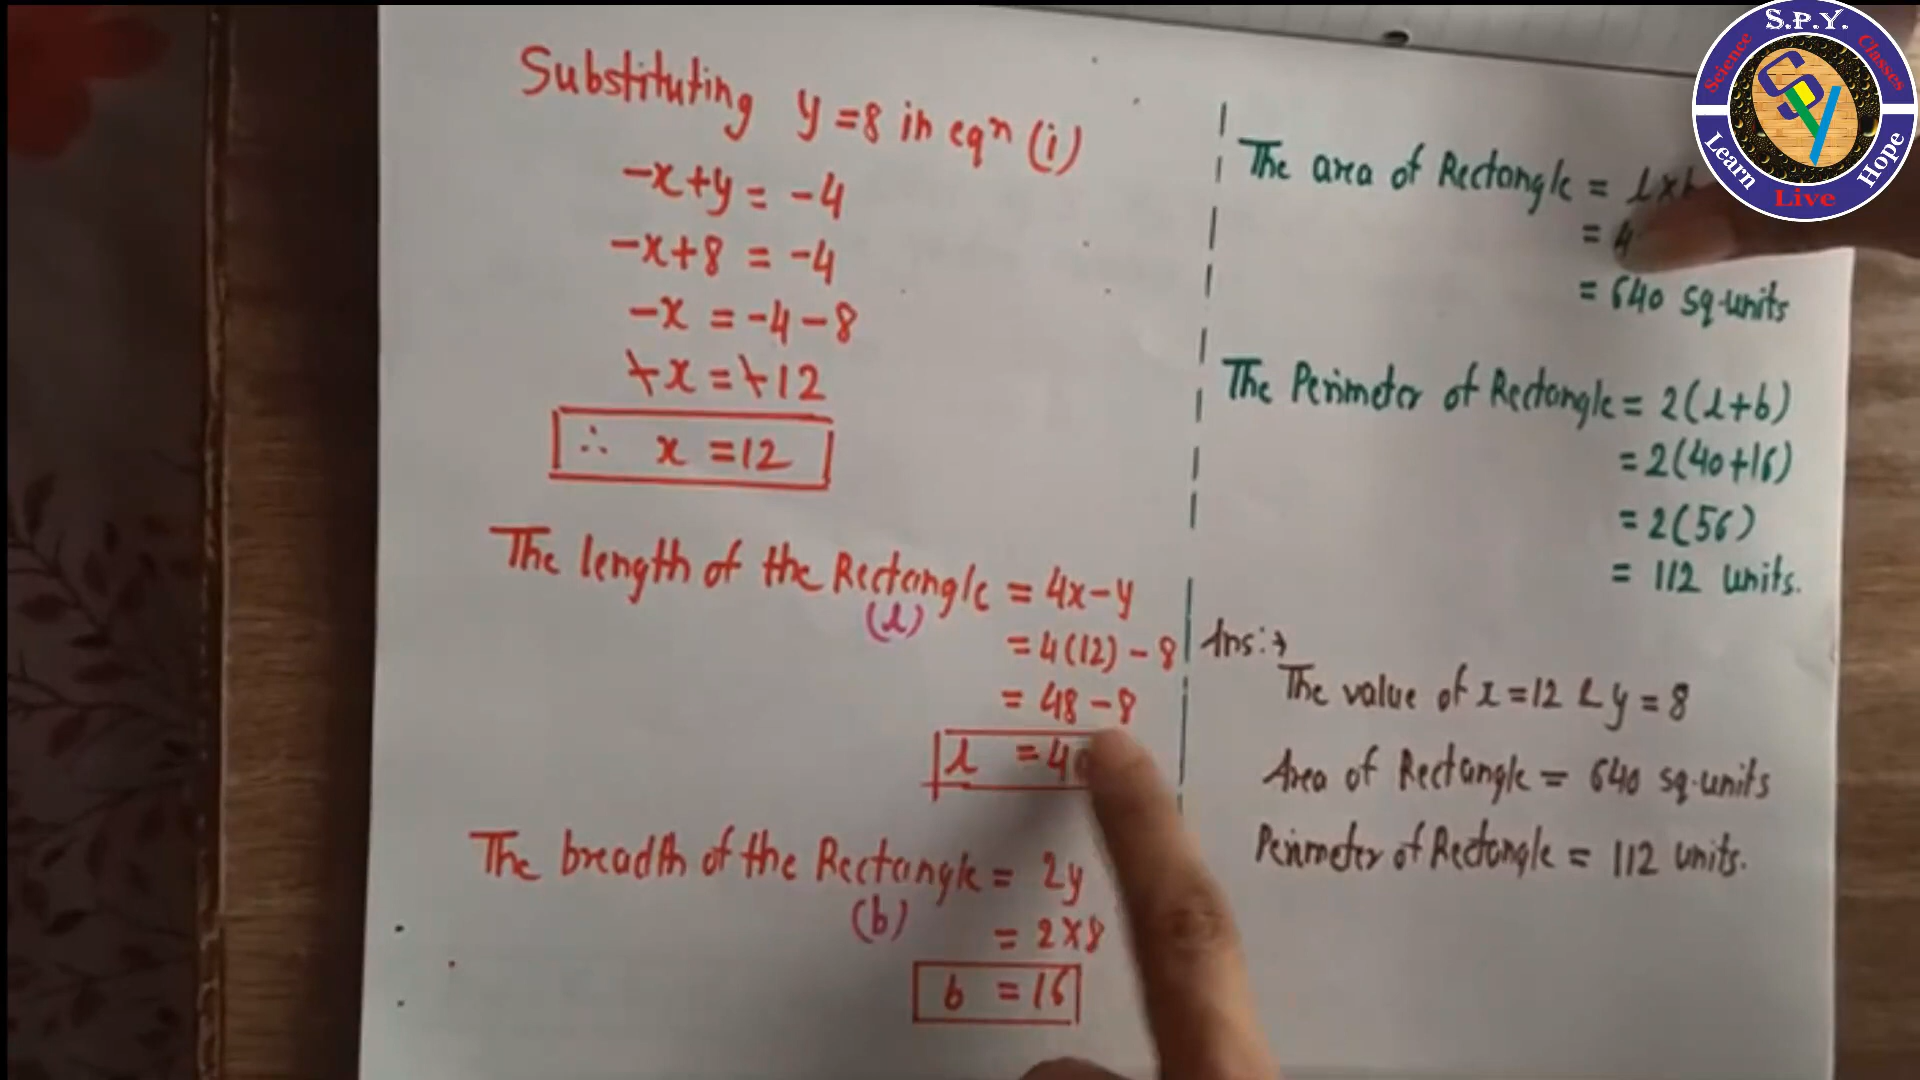 Substituting y = 8 in eqn (i)
-x+y = -4
-x+8 = -4
-x = -4-8
-x = -12
∴ x = 12
The length of the Rectangle = 4x-y
(l)
= 4(12) - 8
= 48 - 8
l = 40
The breadth of the Rectangle = 2y
(b)
= 2×8
b = 16
The area of Rectangle = l×
= 4
= 640 sq.units
The Perimeter of Rectangle = 2(l+b)
= 2(40+16)
= 2(56)
= 112 units.
Ans:→
The value of x = 12 & y = 8
Area of Rectangle = 640 sq.units
Perimeter of Rectangle = 112 units.
S.P.Y.
Science Classes
SPY
Learn Live Hope